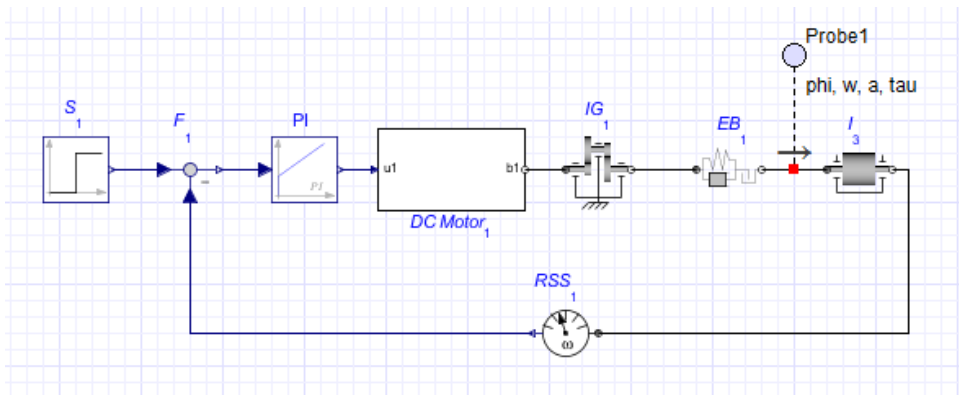 Probe1
phi, w, a, tau
S
1
F
1
PI
PI
u1
b1
DC Motor
1
IG
1
EB
1
I
3
RSS
1
ω